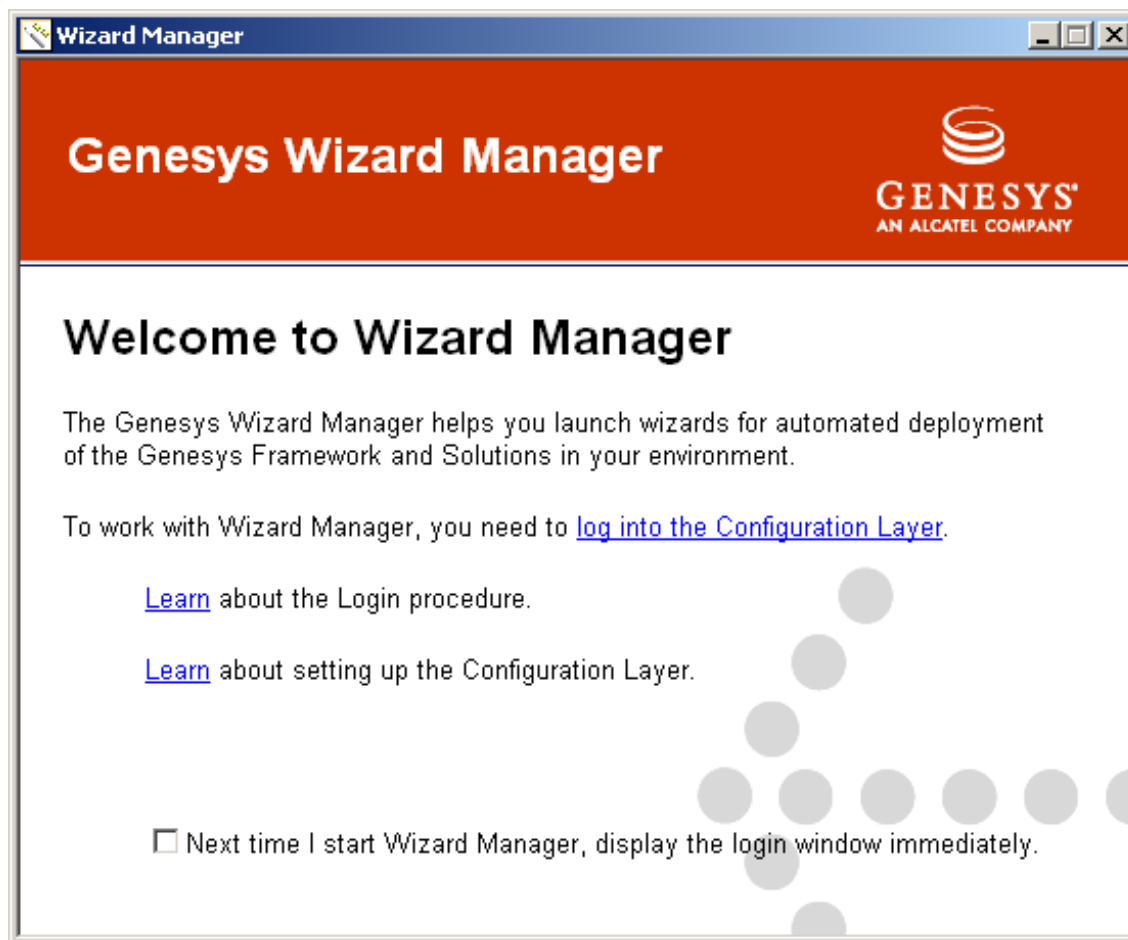 Wizard Manager
Genesys Wizard Manager
GENESYS
AN ALCATEL COMPANY
Welcome to Wizard Manager
The Genesys Wizard Manager helps you launch wizards for automated deployment
of the Genesys Framework and Solutions in your environment.
To work with Wizard Manager, you need to log into the Configuration Layer.
Learn about the Login procedure.
Learn about setting up the Configuration Layer.
Next time I start Wizard Manager, display the login window immediately.